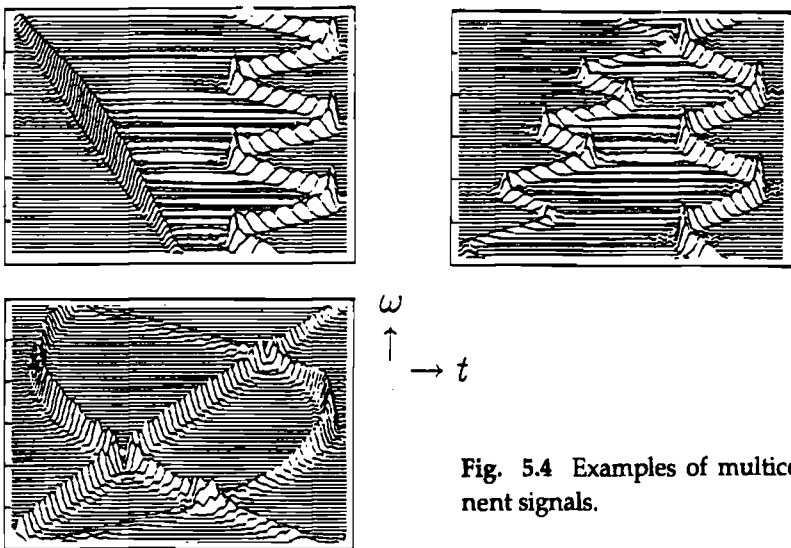 ω
→ t
Fig. 5.4 Examples of multico
nent signals.